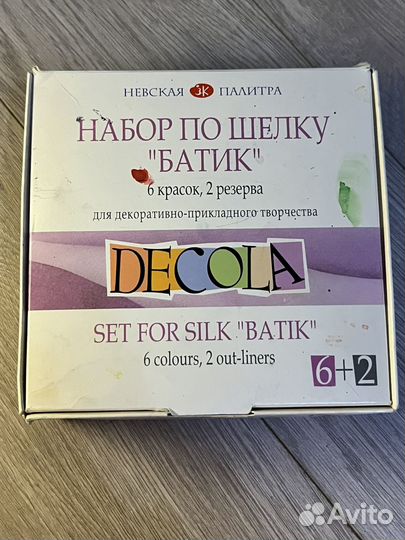 НЕВСКАЯ ЖК ПАЛИТРА
НАБОР ПО ШЕЛКУ
"БАТИК"
6 красок, 2 резерва
для декоративно-прикладного творчества
DECOLA
SET FOR SILK "BATIK"
6 colours, 2 out-liners
6+2
Avito